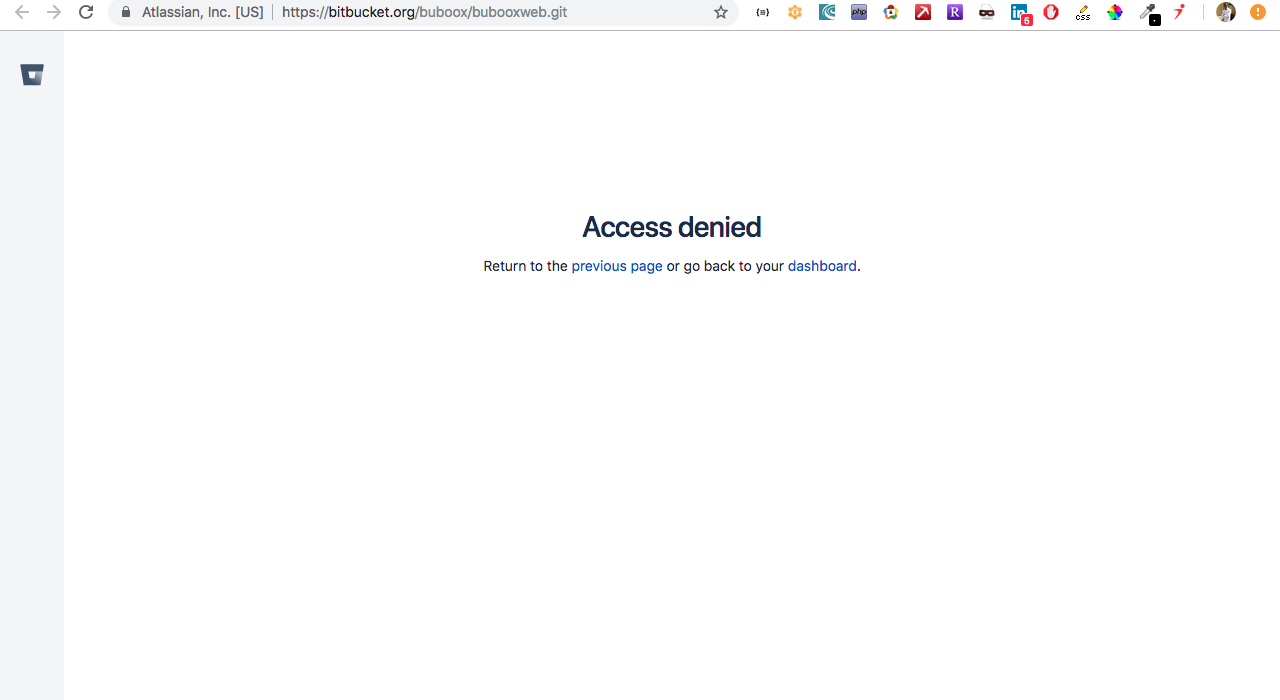 Atlassian, Inc. [US] https://bitbucket.org/buboox/bubooxweb.git {≡} php R in 5 css
Access denied
Return to the previous page or go back to your dashboard.